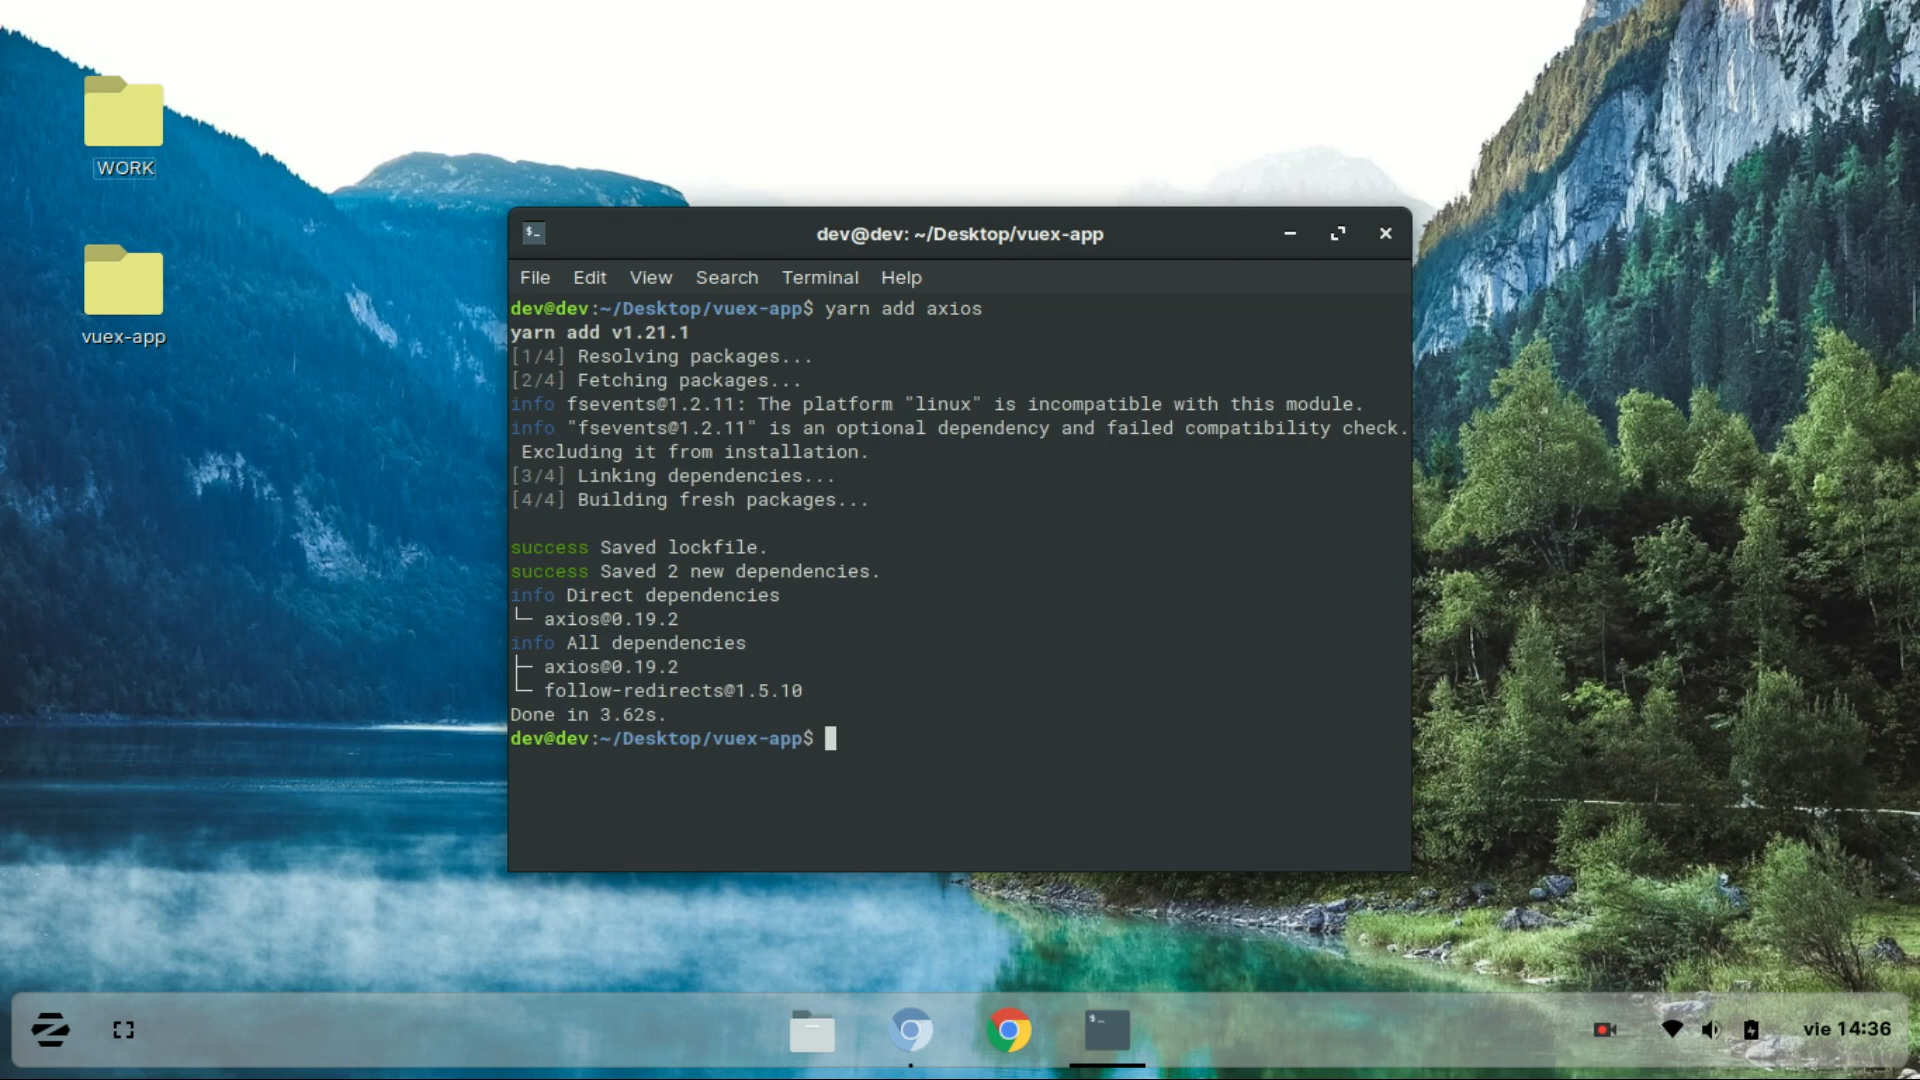 WORK
vuex-app
dev@dev: ~/Desktop/vuex-app
File Edit View Search Terminal Help
dev@dev:~/Desktop/vuex-app$ yarn add axios
yarn add v1.21.1
[1/4] Resolving packages...
[2/4] Fetching packages...
info fsevents@1.2.11: The platform "linux" is incompatible with this module.
info "fsevents@1.2.11" is an optional dependency and failed compatibility check.
Excluding it from installation.
[3/4] Linking dependencies...
[4/4] Building fresh packages...
success Saved lockfile.
success Saved 2 new dependencies.
info Direct dependencies
└─ axios@0.19.2
info All dependencies
├─ axios@0.19.2
└─ follow-redirects@1.5.10
Done in 3.62s.
dev@dev:~/Desktop/vuex-app$
vie 14:36